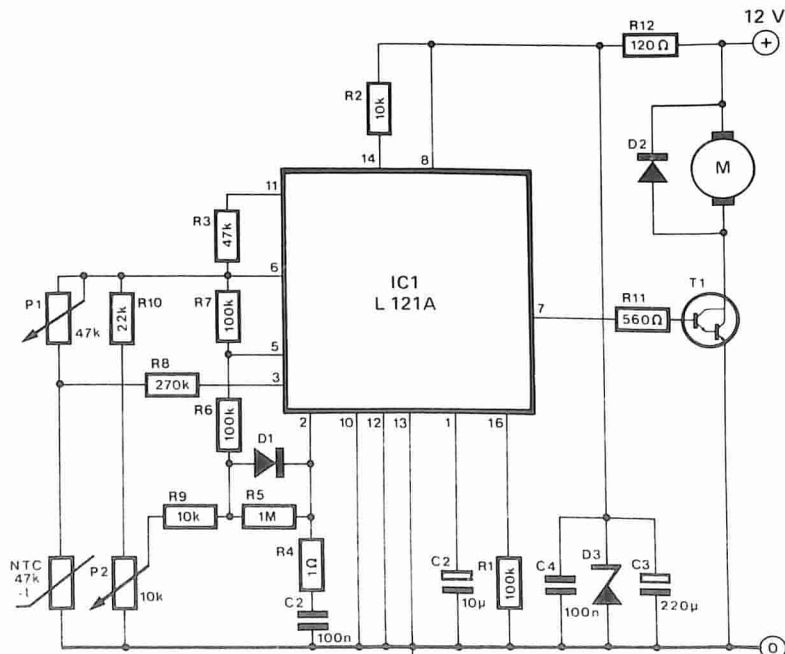 12 V
R12
120Ω
+
R2
10k
14
8
D2
M
11
R3
47k
6
IC1
L 121A
P1
47k
R10
22k
R7
100k
7
R11
560Ω
T1
5
R8
270k
3
R6
100k
2
10
12
13
1
16
D1
R9
10k
R5
1M
NTC
47k
-t
P2
10k
R4
1Ω
C2
100n
C2
10µ
R1
100k
C4
100n
D3
C3
220µ
0